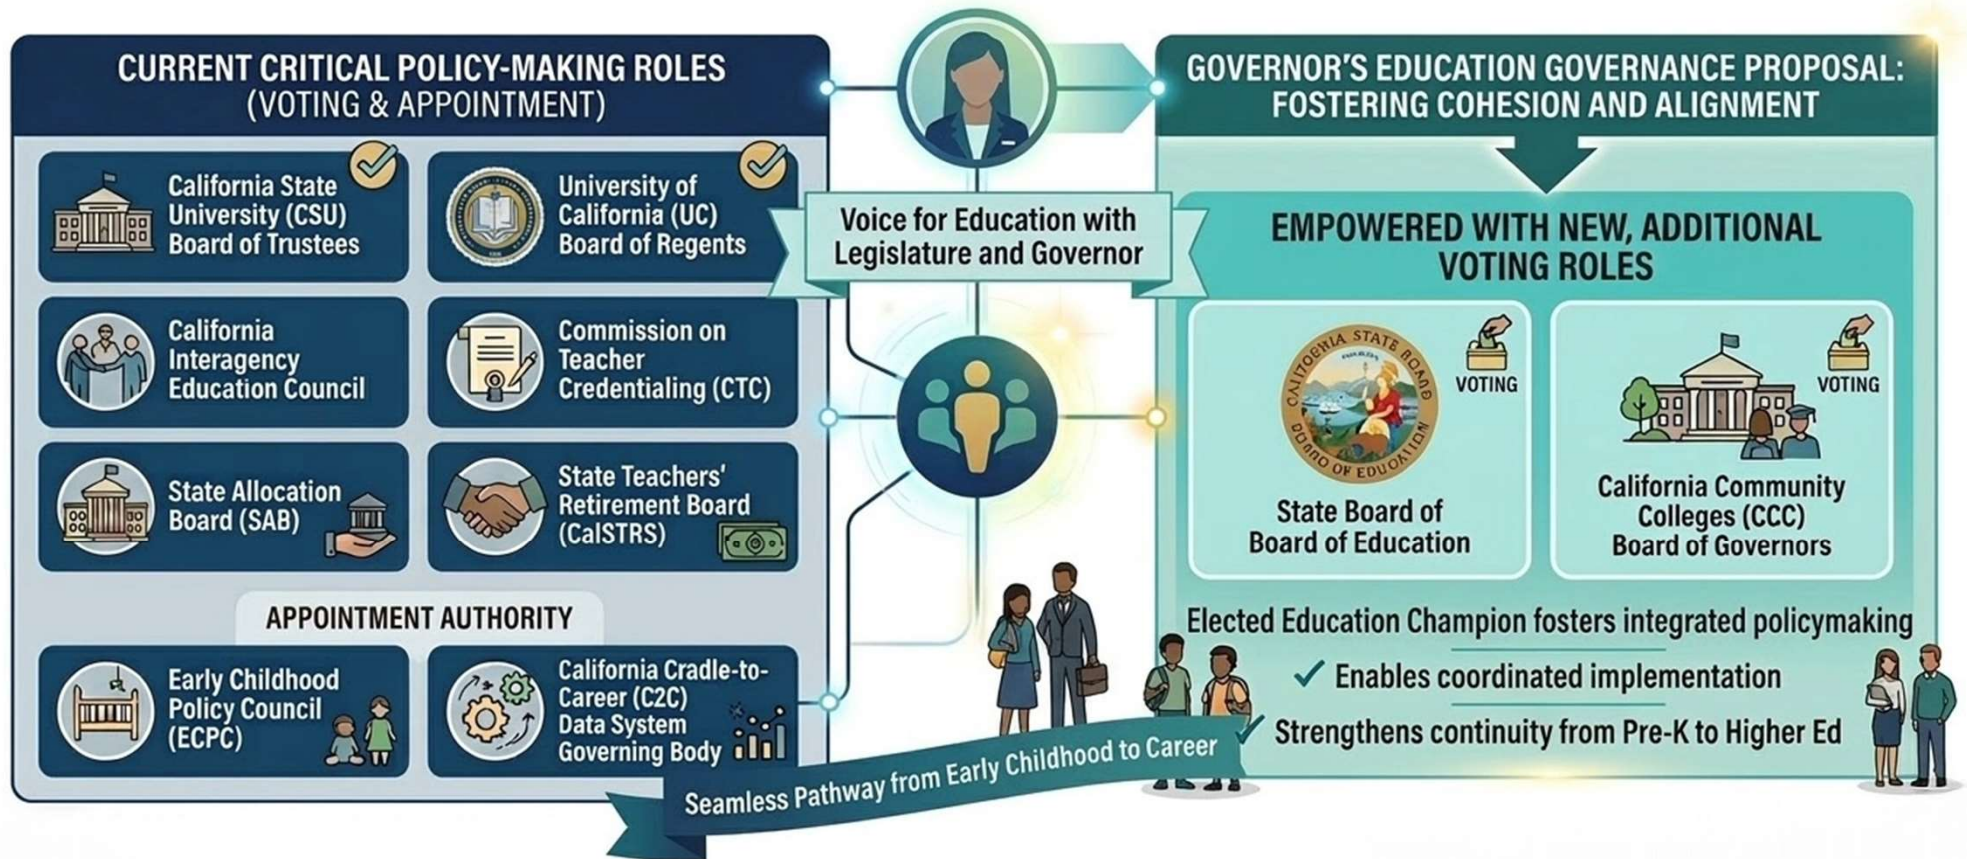 CURRENT CRITICAL POLICY-MAKING ROLES
(VOTING & APPOINTMENT)
California State
University (CSU)
Board of Trustees
University of
California (UC)
Board of Regents
California
Interagency
Education Council
Commission on
Teacher
Credentialing (CTC)
State Allocation
Board (SAB)
State Teachers'
Retirement Board
(CalSTRS)
APPOINTMENT AUTHORITY
Early Childhood
Policy Council
(ECPC)
California Cradle-to-
Career (C2C)
Data System
Governing Body
Voice for Education with
Legislature and Governor
Seamless Pathway from Early Childhood to Career
GOVERNOR'S EDUCATION GOVERNANCE PROPOSAL:
FOSTERING COHESION AND ALIGNMENT
EMPOWERED WITH NEW, ADDITIONAL
VOTING ROLES
VOTING
State Board of
Board of Education
VOTING
California Community
Colleges (CCC)
Board of Governors
Elected Education Champion fosters integrated policymaking
✓ Enables coordinated implementation
✓ Strengthens continuity from Pre-K to Higher Ed